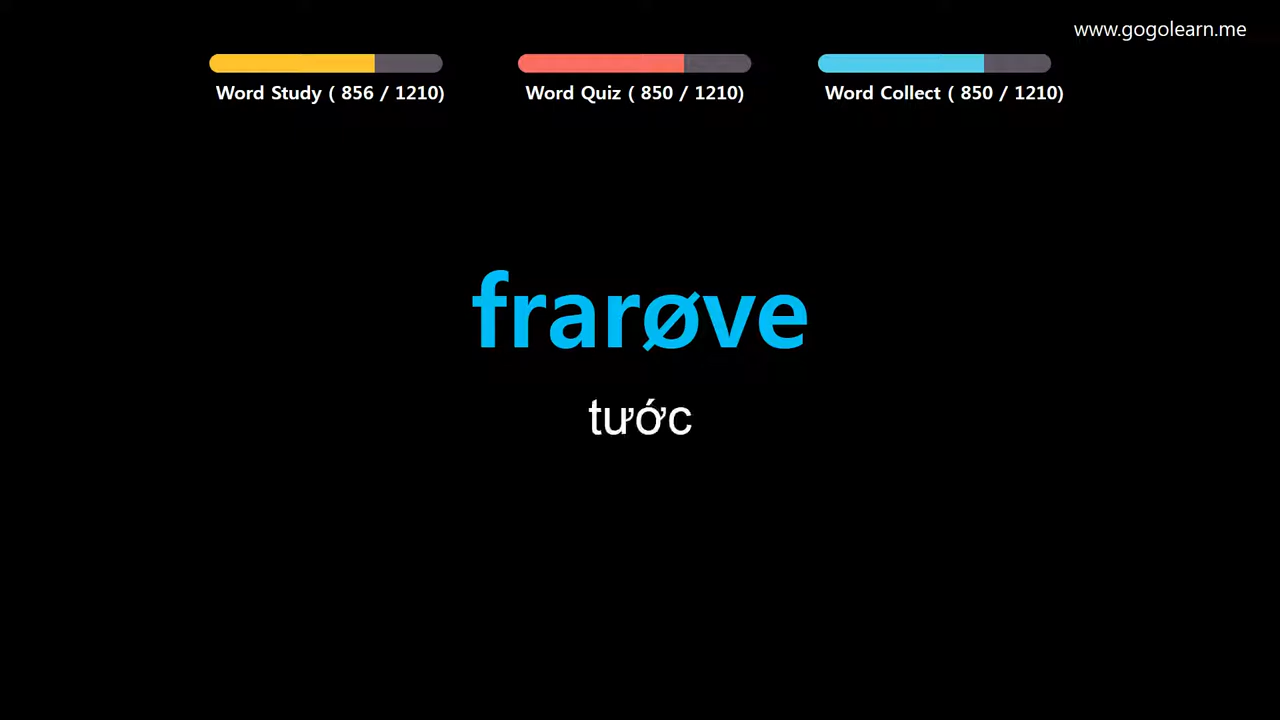 www.gogolearn.me
Word Study ( 856 / 1210)
Word Quiz ( 850 / 1210)
Word Collect ( 850 / 1210)
frarøve
tước